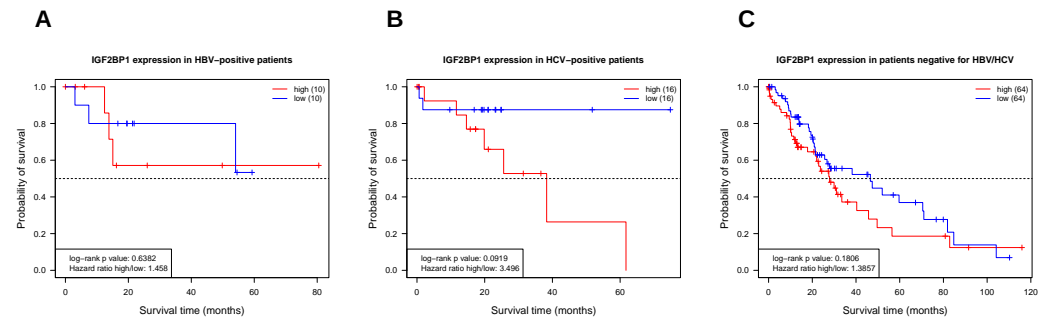 A
B
C
IGF2BP1 expression in HBV−positive patients
IGF2BP1 expression in HCV−positive patients
IGF2BP1 expression in patients negative for HBV/HCV
Probability of survival
1.0
0.8
0.6
0.4
0.2
0.0
high (10)
low (10)
log−rank p value: 0.6382
Hazard ratio high/low: 1.458
0 20 40 60 80
Survival time (months)
Probability of survival
1.0
0.8
0.6
0.4
0.2
0.0
high (16)
low (16)
log−rank p value: 0.0919
Hazard ratio high/low: 3.496
0 20 40 60
Survival time (months)
Probability of survival
1.0
0.8
0.6
0.4
0.2
0.0
high (64)
low (64)
log−rank p value: 0.1806
Hazard ratio high/low: 1.3857
0 20 40 60 80 100 120
Survival time (months)